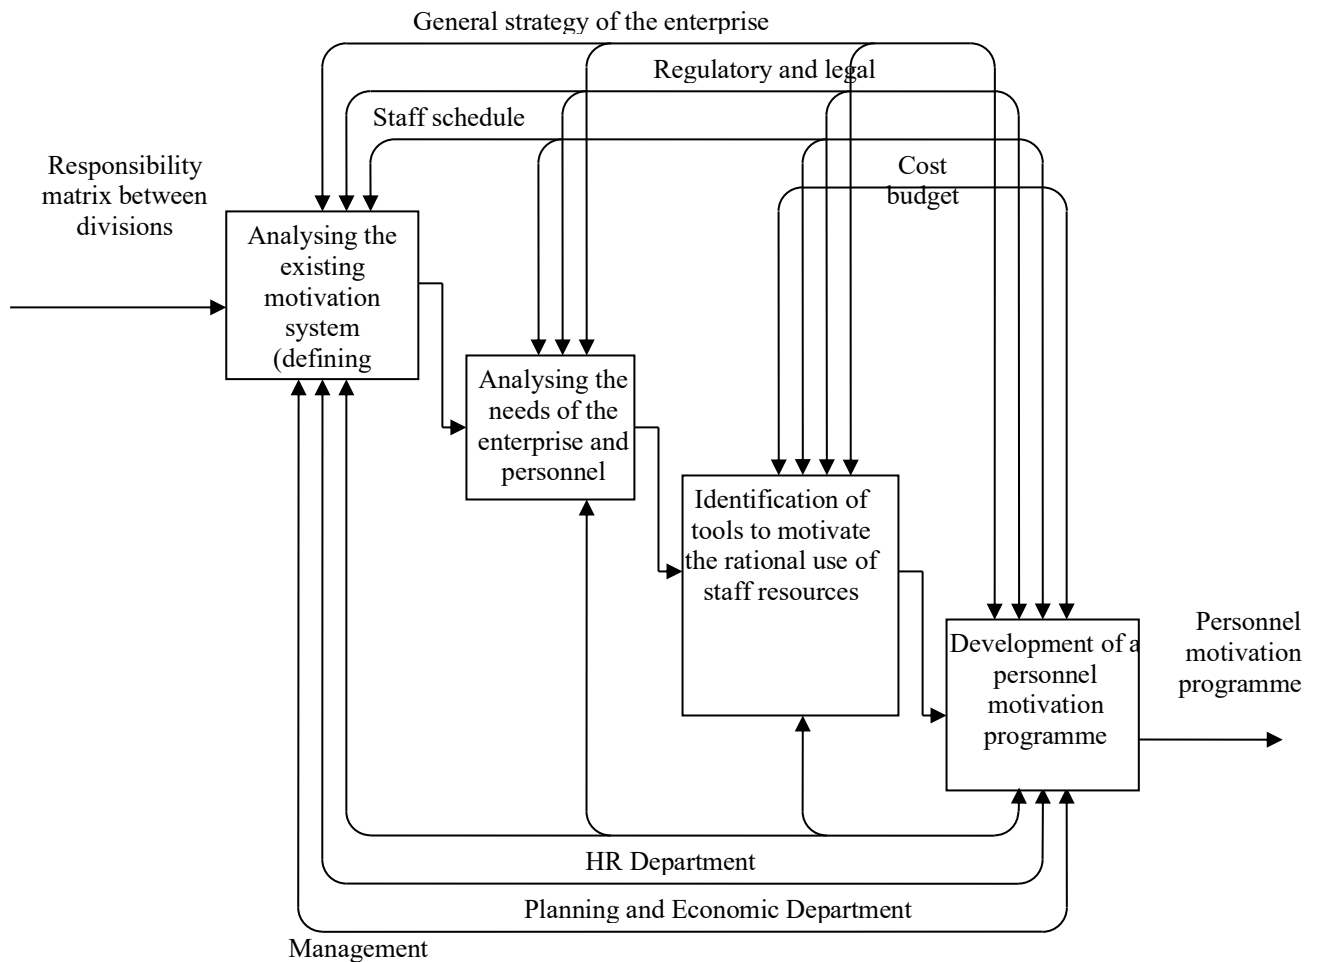 General strategy of the enterprise
Regulatory and legal
Staff schedule
Responsibility
matrix between
divisions
Cost
budget
Analysing the
existing
motivation
system
(defining
Analysing the
needs of the
enterprise and
personnel
Identification of
tools to motivate
the rational use of
staff resources
Development of a
personnel
motivation
programme
Personnel
motivation
programme
HR Department
Planning and Economic Department
Management